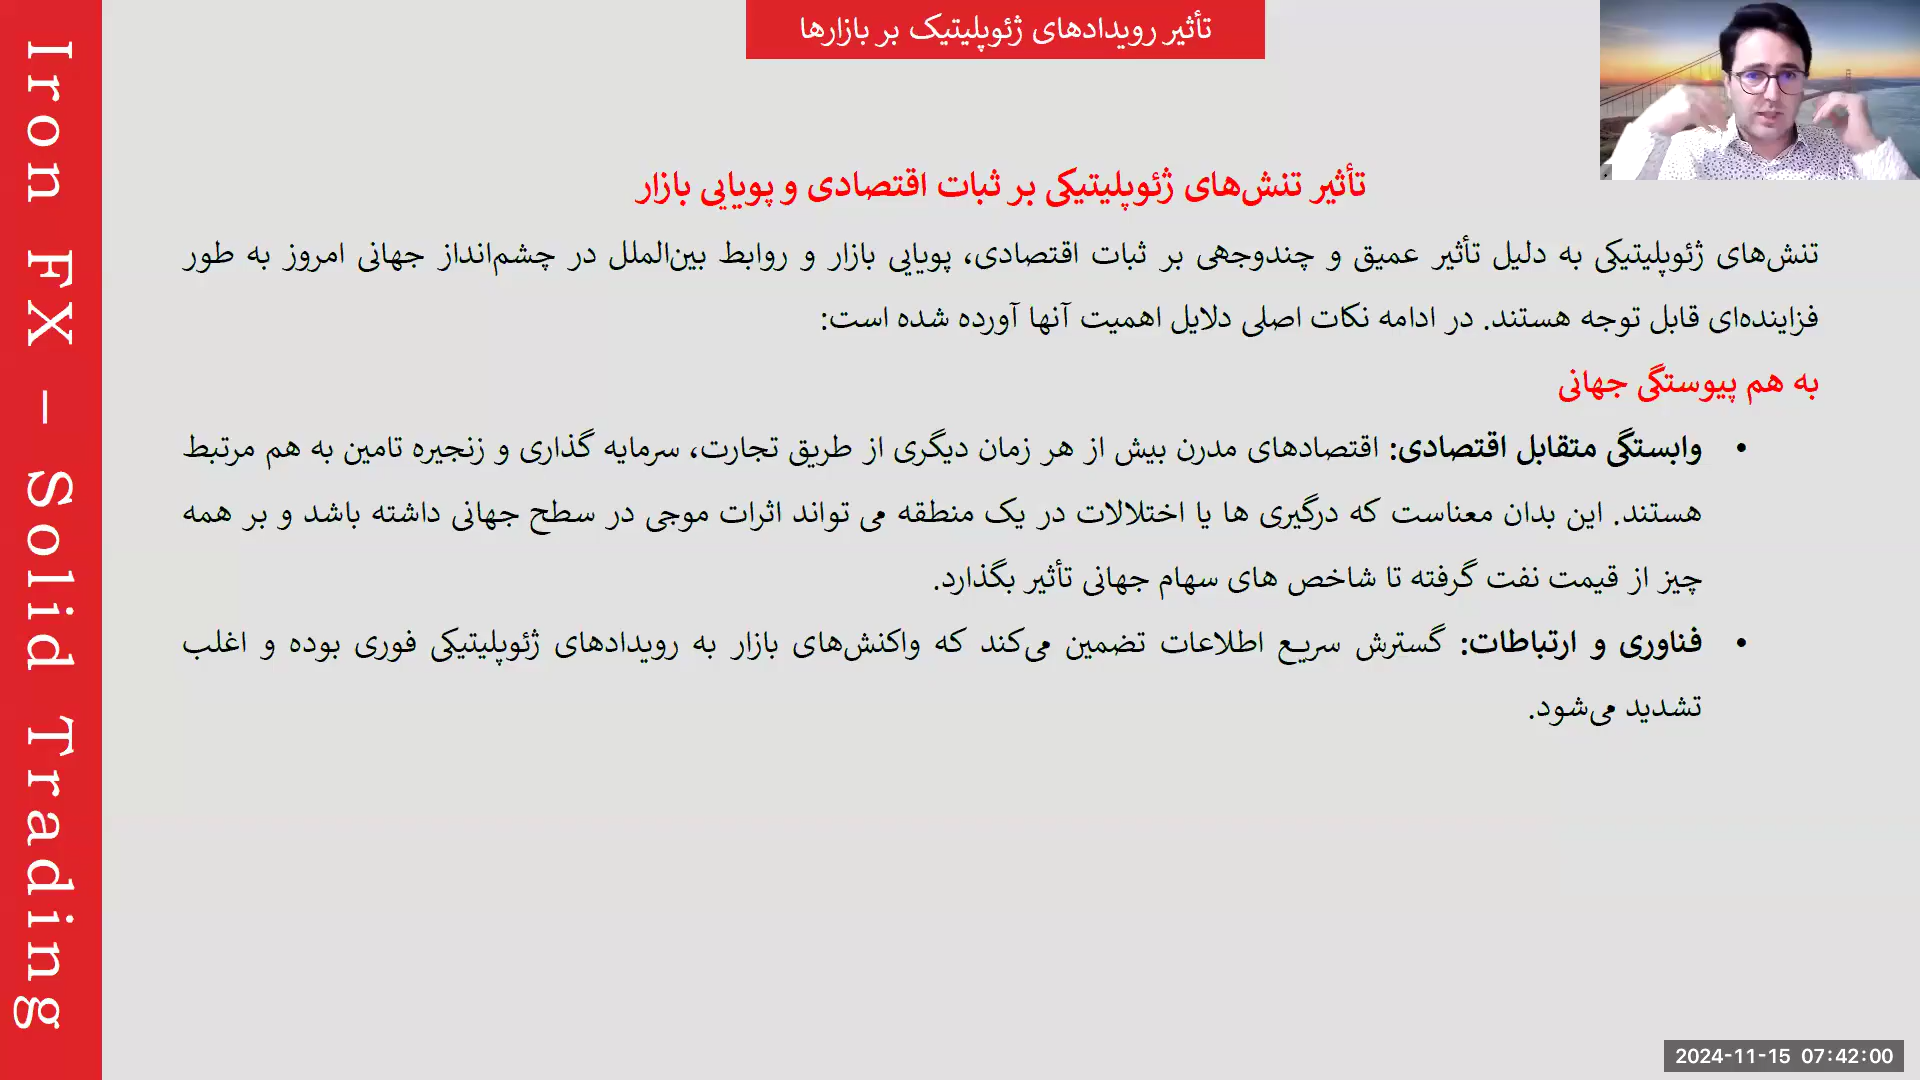 تأثیر رویدادهای ژئوپلیتیک بر بازارها
Iron FX – Solid Trading
تأثیر تنش‌های ژئوپلیتیکی بر ثبات اقتصادی و پویایی بازار
تنش‌های ژئوپلیتیکی به دلیل تأثیر عمیق و چندوجهی بر ثبات اقتصادی، پویایی بازار و روابط بین‌الملل در چشم‌انداز جهانی امروز به طور
فزاینده‌ای قابل توجه هستند. در ادامه نکات اصلی دلایل اهمیت آنها آورده شده است:
به هم پیوستگی جهانی
• وابستگی متقابل اقتصادی: اقتصادهای مدرن بیش از هر زمان دیگری از طریق تجارت، سرمایه گذاری و زنجیره تامین به هم مرتبط
هستند. این بدان معناست که درگیری ها یا اختلالات در یک منطقه می تواند اثرات موجی در سطح جهانی داشته باشد و بر همه
چیز از قیمت نفت گرفته تا شاخص های سهام جهانی تأثیر بگذارد.
• فناوری و ارتباطات: گسترش سریع اطلاعات تضمین می‌کند که واکنش‌های بازار به رویدادهای ژئوپلیتیکی فوری بوده و اغلب
تشدید می‌شود.
2024-11-15 07:42:00